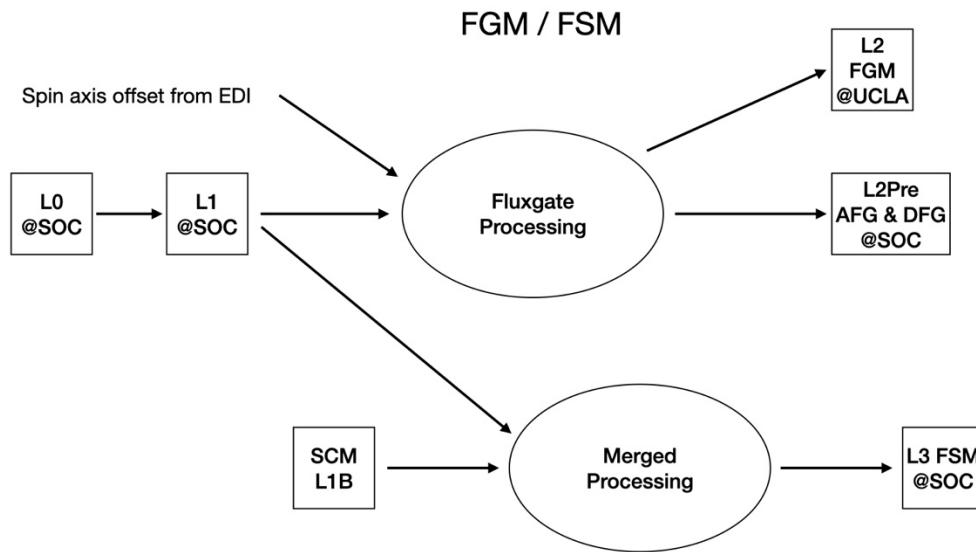 FGM / FSM
L2
FGM
@UCLA
Spin axis offset from EDI
L0
@SOC
L1
@SOC
Fluxgate
Processing
L2Pre
AFG & DFG
@SOC
SCM
L1B
Merged
Processing
L3 FSM
@SOC